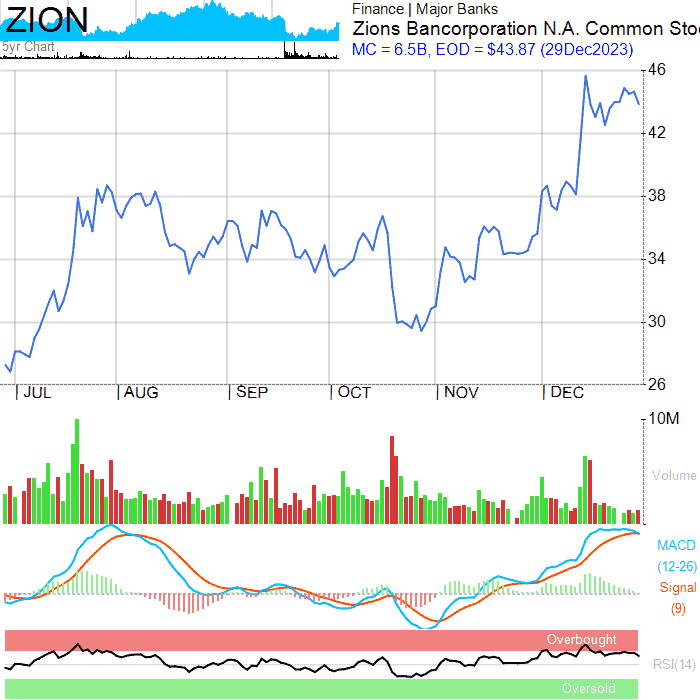 ZION
5yr Chart
Finance | Major Banks
Zions Bancorporation N.A. Common Sto
MC = 6.5B, EOD = $43.87 (29Dec2023)
46
42
38
34
30
26
JUL AUG SEP OCT NOV DEC
10M
Volume
MACD
(12-26)
Signal
(9)
Overbought
RSI(14)
Oversold